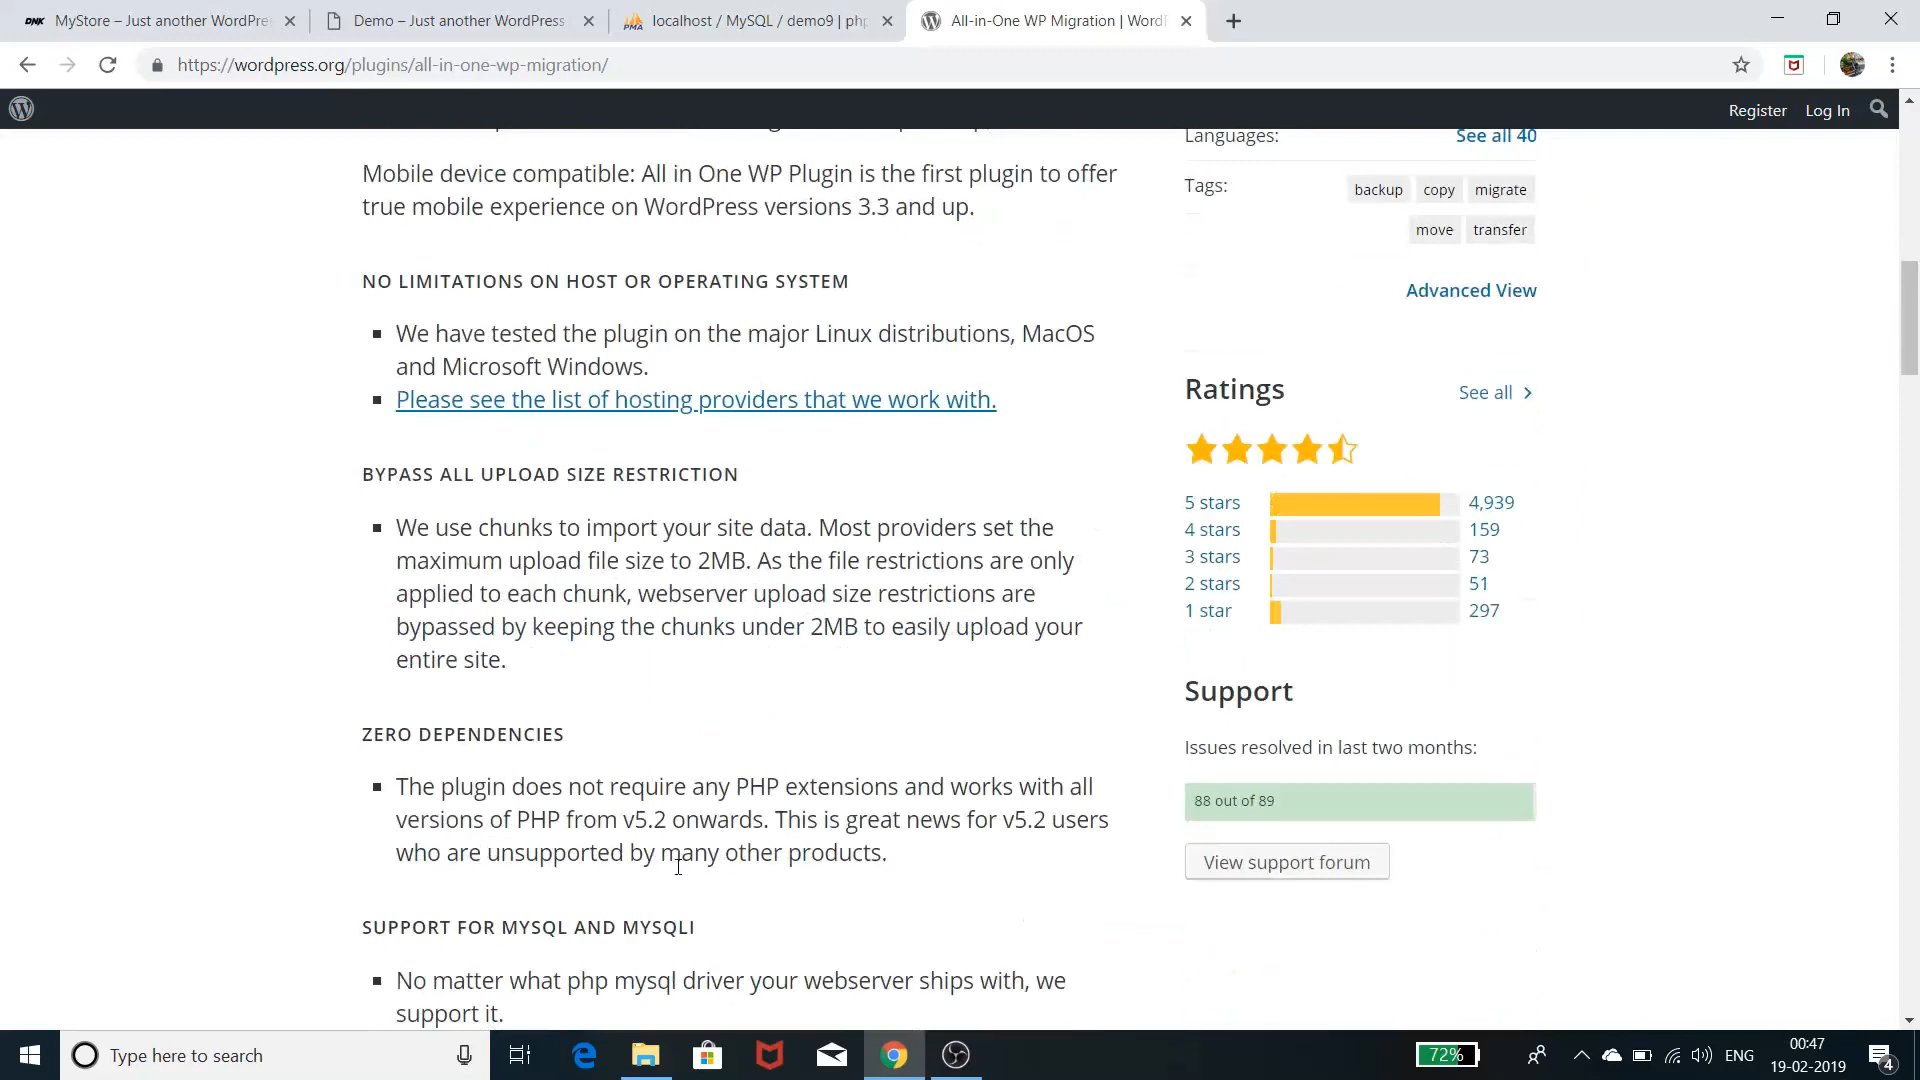 DNK MyStore – Just another WordPre
Demo – Just another WordPress
PMA localhost / MySQL / demo9 | php
All-in-One WP Migration | Word
https://wordpress.org/plugins/all-in-one-wp-migration/
Register Log In
Languages: See all 40
Mobile device compatible: All in One WP Plugin is the first plugin to offer
true mobile experience on WordPress versions 3.3 and up.
Tags: backup copy migrate
move transfer
Advanced View
NO LIMITATIONS ON HOST OR OPERATING SYSTEM
We have tested the plugin on the major Linux distributions, MacOS
and Microsoft Windows.
Please see the list of hosting providers that we work with.
BYPASS ALL UPLOAD SIZE RESTRICTION
We use chunks to import your site data. Most providers set the
maximum upload file size to 2MB. As the file restrictions are only
applied to each chunk, webserver upload size restrictions are
bypassed by keeping the chunks under 2MB to easily upload your
entire site.
ZERO DEPENDENCIES
The plugin does not require any PHP extensions and works with all
versions of PHP from v5.2 onwards. This is great news for v5.2 users
who are unsupported by many other products.
SUPPORT FOR MYSQL AND MYSQLI
No matter what php mysql driver your webserver ships with, we
support it.
Ratings See all
5 stars 4,939
4 stars 159
3 stars 73
2 stars 51
1 star 297
Support
Issues resolved in last two months:
88 out of 89
View support forum
Type here to search
72%
ENG
00:47
19-02-2019
4